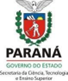 PARANÁ
GOVERNO DO ESTADO
Secretaria da Ciência, Tecnologia
e Ensino Superior